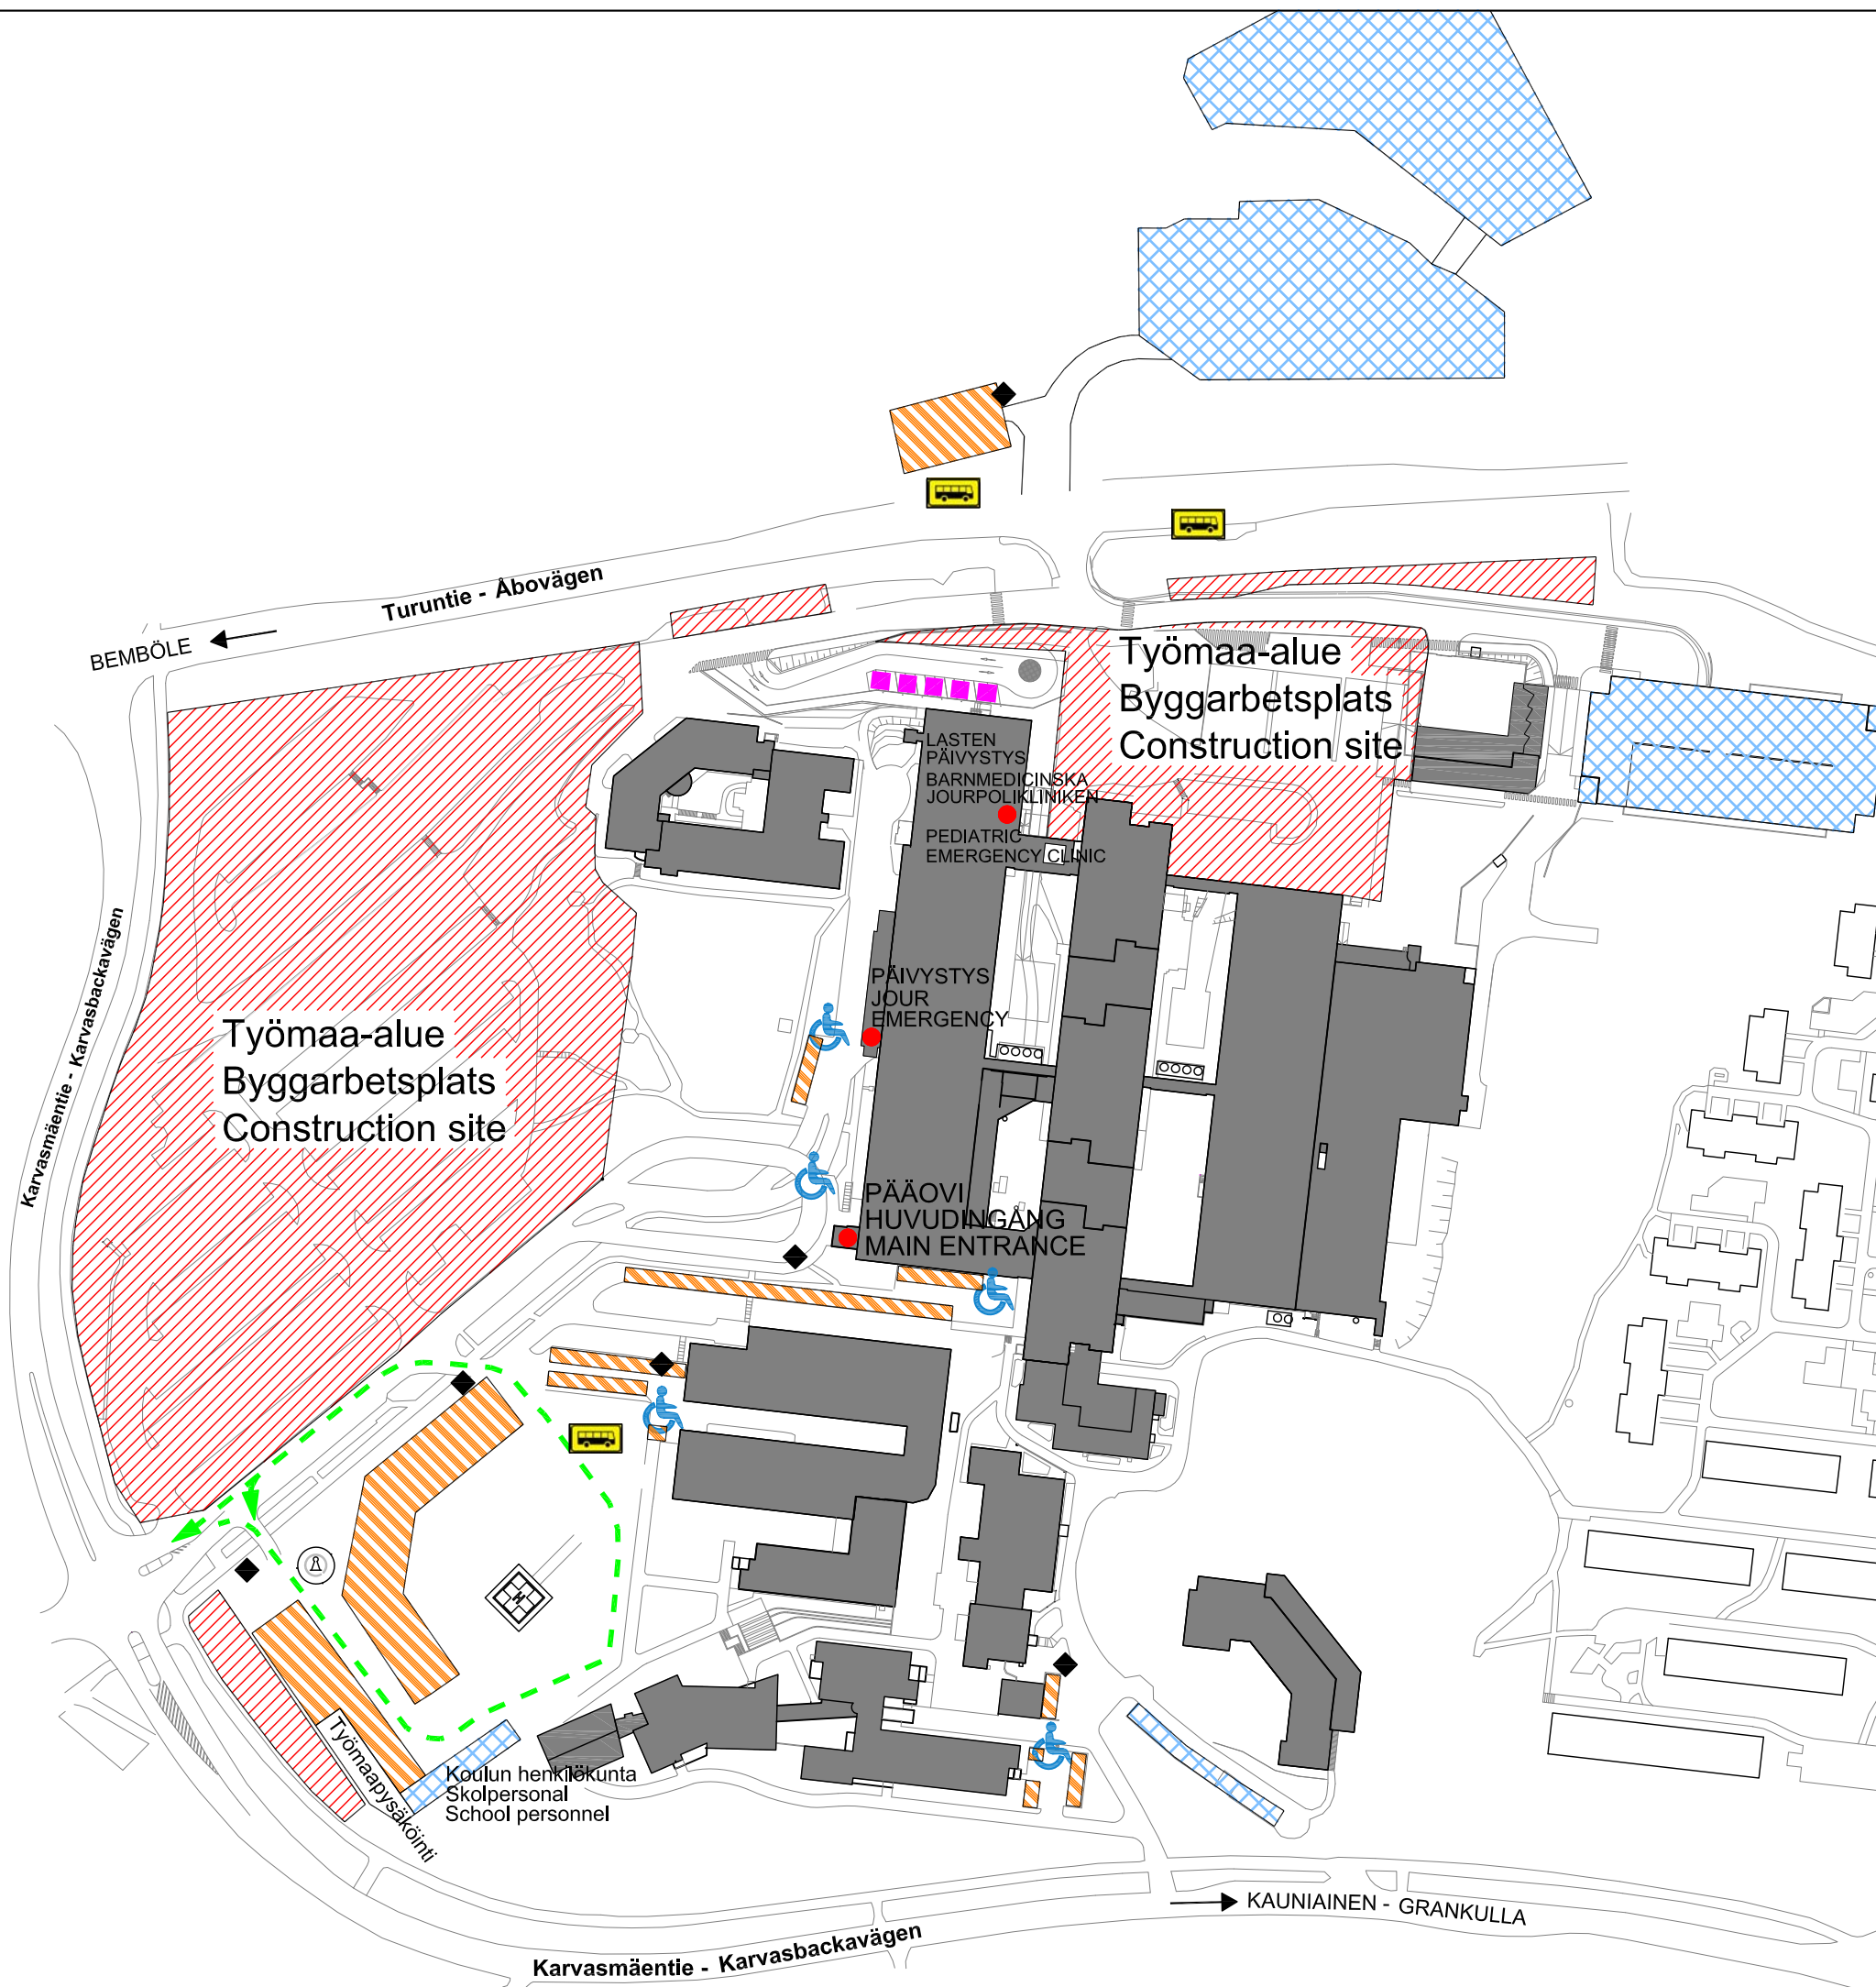 Turuntie - Åbovägen
BEMBÖLE
Työmaa-alue
Byggarbetsplats
Construction site
LASTEN
PÄIVYSTYS
BARNMEDICINSKA
JOURPOLIKLINIKEN
PEDIATRIC
EMERGENCY CLINIC
Karvasmäentie - Karvasbackavägen
PÄIVYSTYS
JOUR
EMERGENCY
Työmaa-alue
Byggarbetsplats
Construction site
PÄÄOVI
HUVUDINGÅNG
MAIN ENTRANCE
H
Työmaapysäköinti
Koulun henkilökunta
Skolpersonal
School personnel
KAUNIAINEN - GRANKULLA
Karvasmäentie - Karvasbackavägen